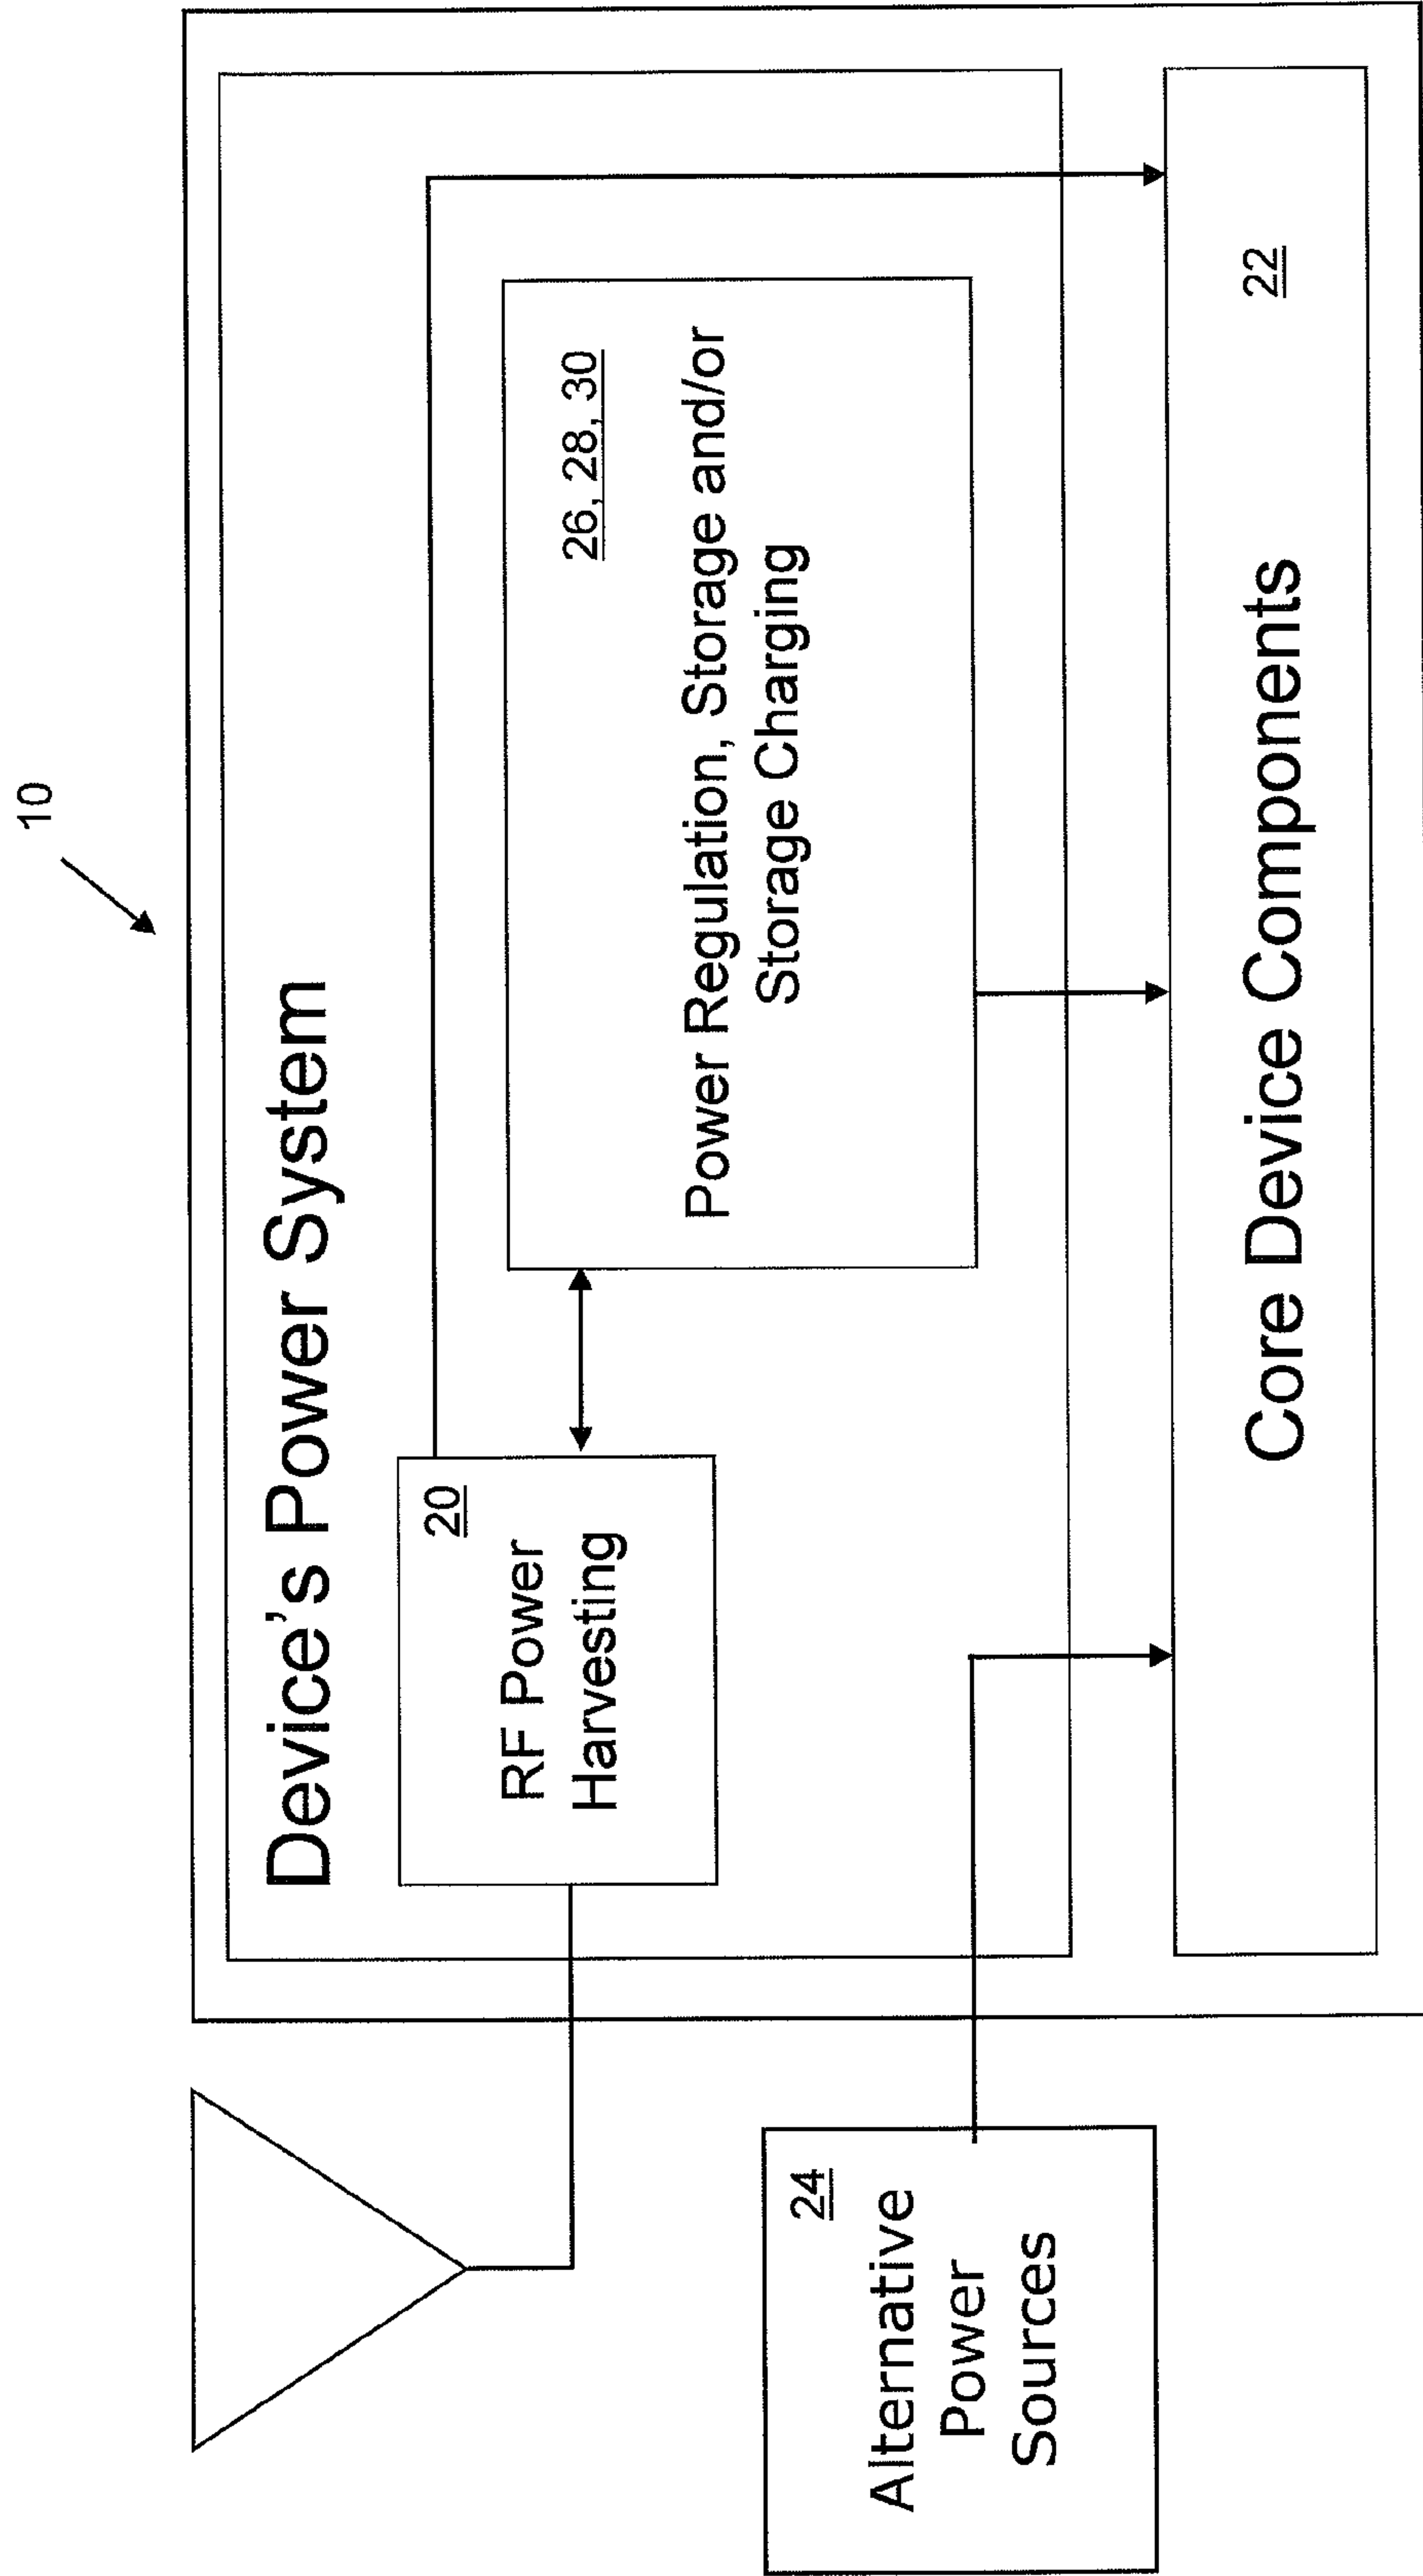 10
Device's Power System
20
RF Power
Harvesting
26, 28, 30
Power Regulation, Storage and/or
Storage Charging
24
Alternative
Power
Sources
22
Core Device Components